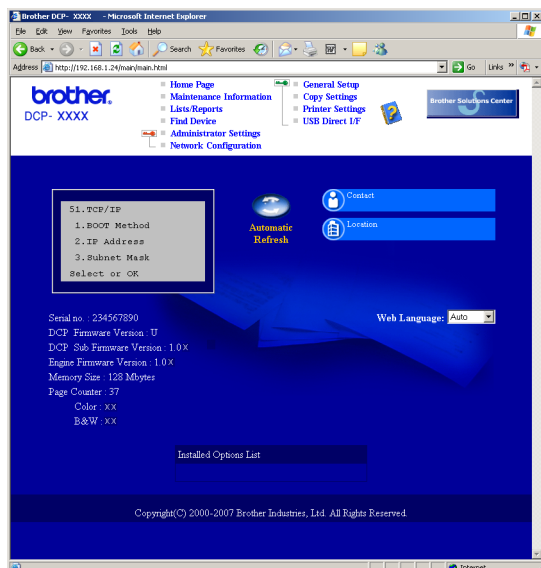 Brother DCP- XXXX - Microsoft Internet Explorer
File Edit View Favorites Tools Help
Back Search Favorites
Address http://192.168.1.24/main/main.html Go Links »
brother.
DCP- XXXX
Home Page
Maintenance Information
Lists/Reports
Find Device
Administrator Settings
Network Configuration
General Setup
Copy Settings
Printer Settings
USB Direct I/F
Brother Solutions Center
51.TCP/IP
1.BOOT Method
2.IP Address
3.Subnet Mask
Select or OK
Automatic
Refresh
Contact
Location
Serial no. : 234567890
DCP Firmware Version : U
DCP Sub Firmware Version : 1.0X
Engine Firmware Version : 1.0X
Memory Size : 128 Mbytes
Page Counter : 37
Color : XX
B&W : XX
Web Language: Auto
Installed Options List
Copyright(C) 2000-2007 Brother Industries, Ltd. All Rights Reserved.
Internet